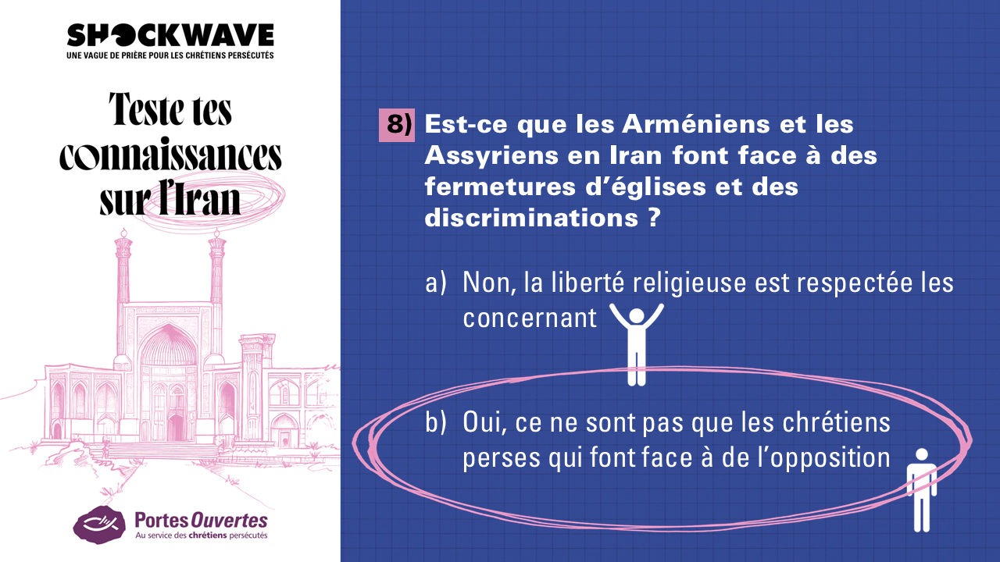 SHOCKWAVE
UNE VAGUE DE PRIÈRE POUR LES CHRÉTIENS PERSÉCUTÉS
Teste tes
connaissances
sur l'Iran
Portes Ouvertes
Au service des chrétiens persécutés
8) Est-ce que les Arméniens et les
Assyriens en Iran font face à des
fermetures d’églises et des
discriminations ?
a) Non, la liberté religieuse est respectée les
concernant
b) Oui, ce ne sont pas que les chrétiens
perses qui font face à de l’opposition